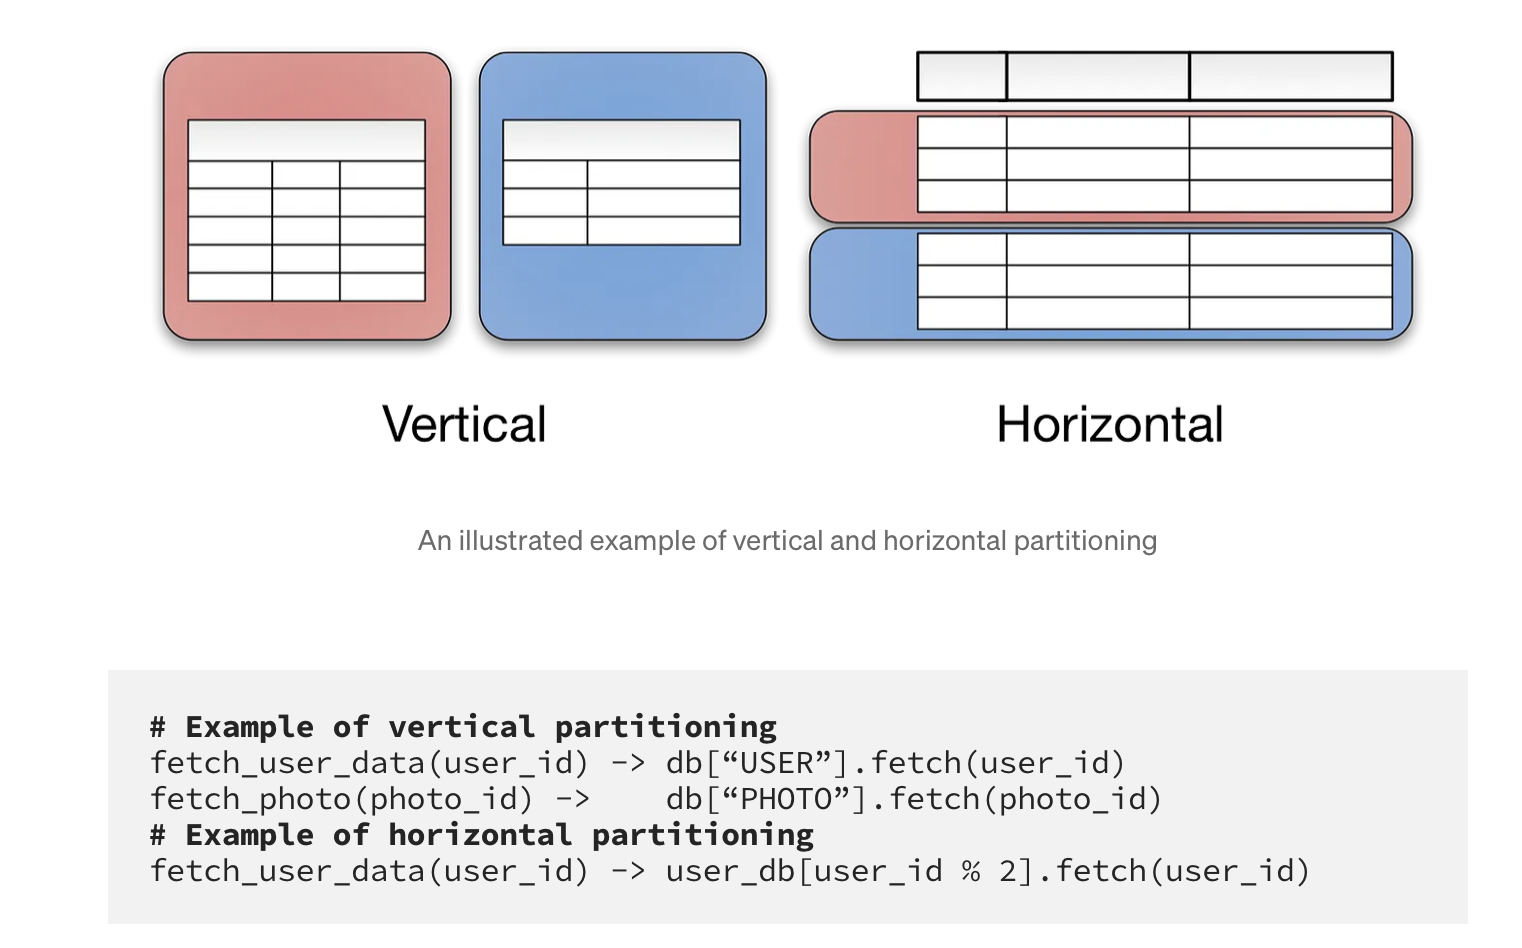 Vertical
Horizontal
An illustrated example of vertical and horizontal partitioning
# Example of vertical partitioning
fetch_user_data(user_id) -> db[“USER”].fetch(user_id)
fetch_photo(photo_id) ->    db[“PHOTO”].fetch(photo_id)
# Example of horizontal partitioning
fetch_user_data(user_id) -> user_db[user_id % 2].fetch(user_id)